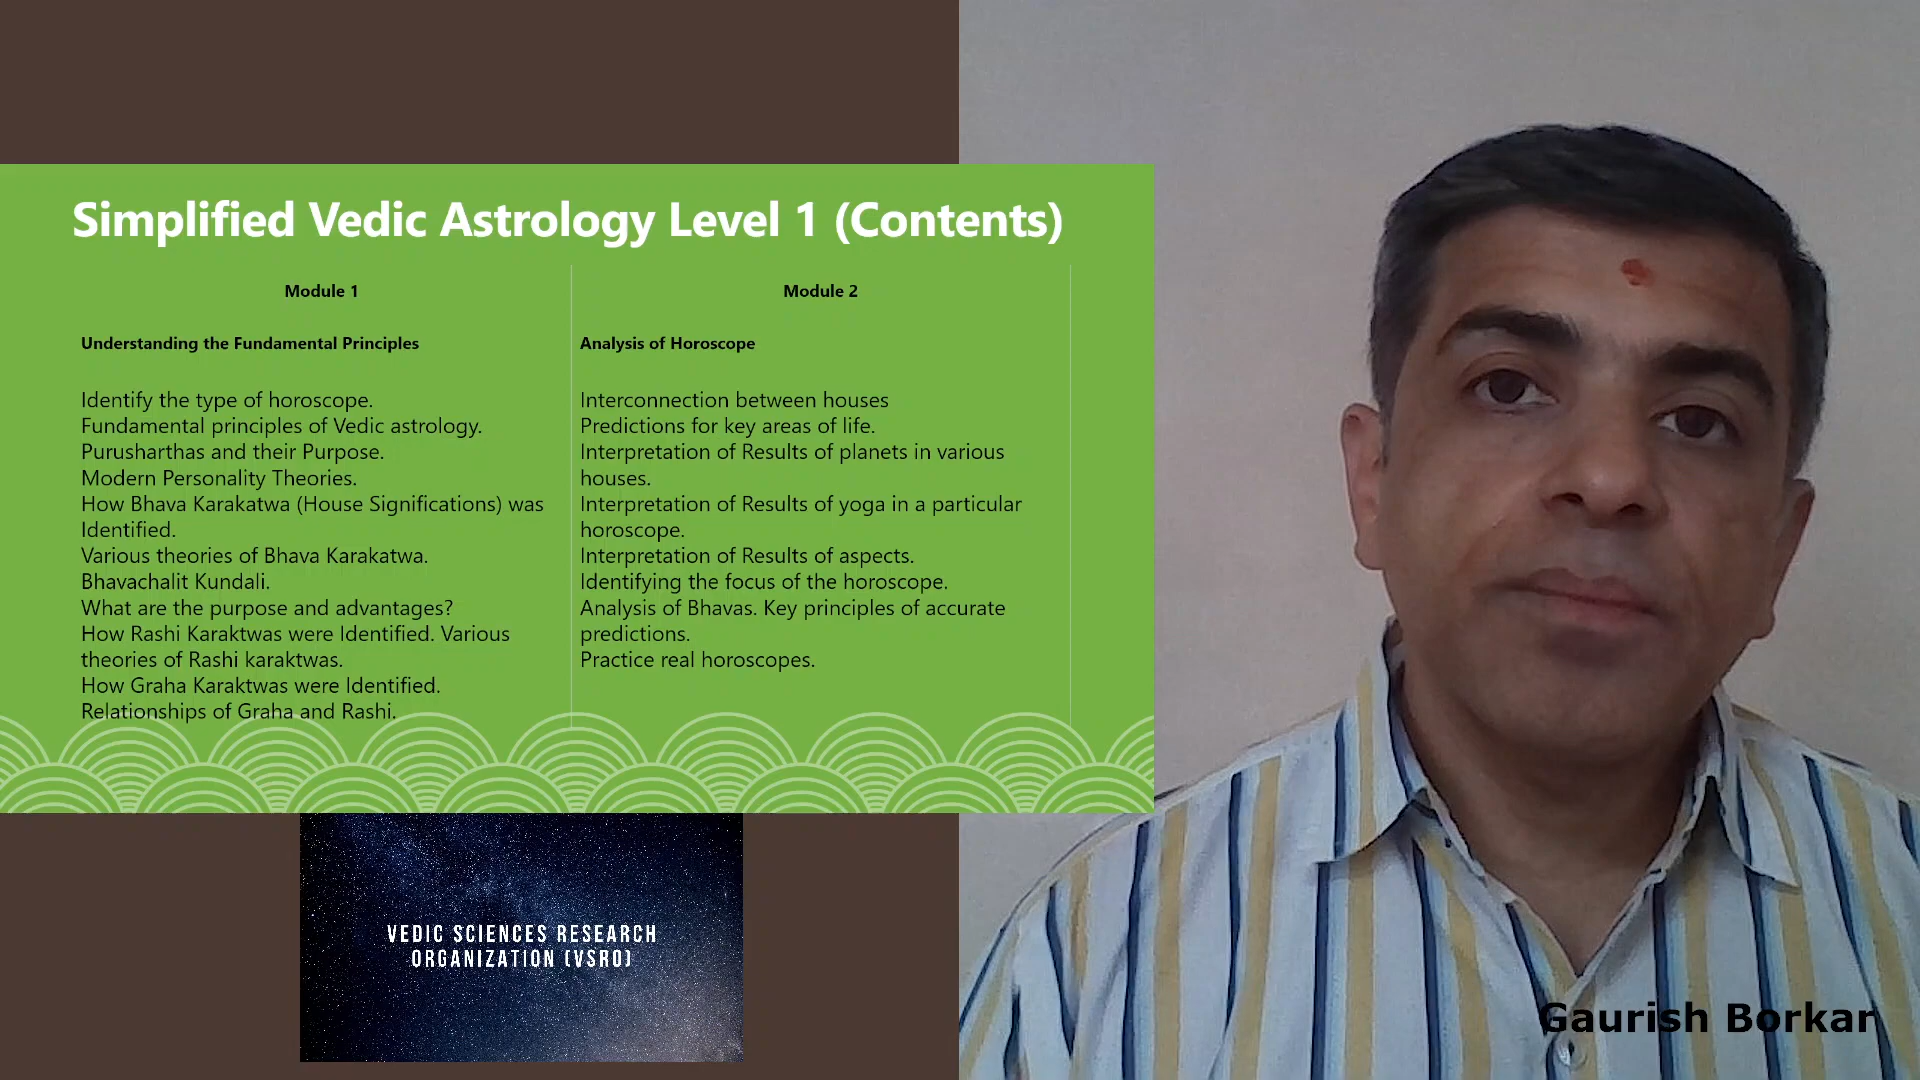 Simplified Vedic Astrology Level 1 (Contents)
Module 1
Understanding the Fundamental Principles
Identify the type of horoscope.
Fundamental principles of Vedic astrology.
Purusharthas and their Purpose.
Modern Personality Theories.
How Bhava Karakatwa (House Significations) was
Identified.
Various theories of Bhava Karakatwa.
Bhavachalit Kundali.
What are the purpose and advantages?
How Rashi Karaktwas were Identified. Various
theories of Rashi karaktwas.
How Graha Karaktwas were Identified.
Relationships of Graha and Rashi.
Module 2
Analysis of Horoscope
Interconnection between houses
Predictions for key areas of life.
Interpretation of Results of planets in various
houses.
Interpretation of Results of yoga in a particular
horoscope.
Interpretation of Results of aspects.
Identifying the focus of the horoscope.
Analysis of Bhavas. Key principles of accurate
predictions.
Practice real horoscopes.
VEDIC SCIENCES RESEARCH
ORGANIZATION (VSRO)
Gaurish Borkar